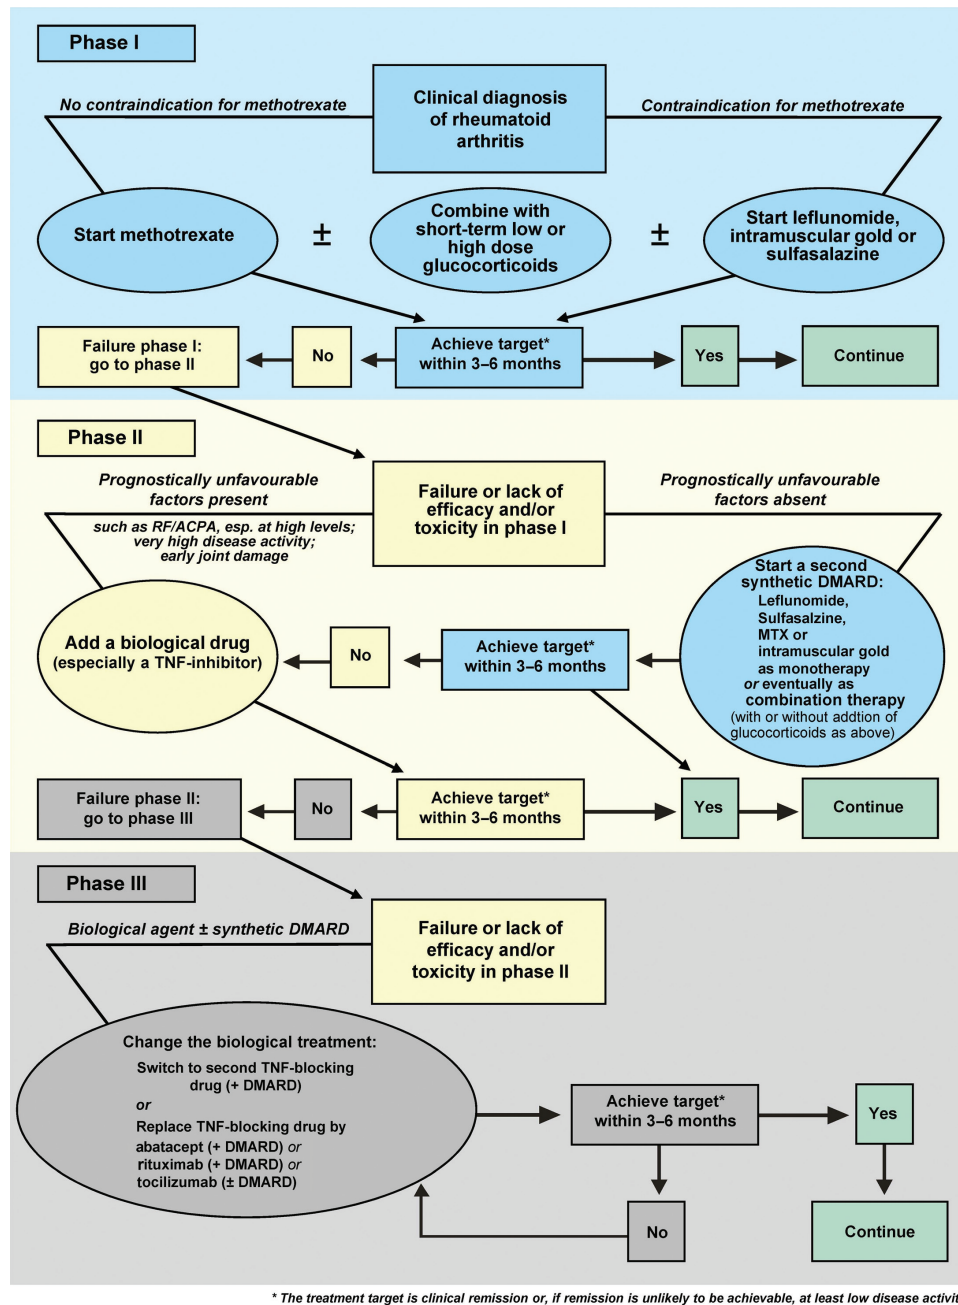 Phase I
No contraindication for methotrexate
Clinical diagnosis
of rheumatoid
arthritis
Contraindication for methotrexate
Start methotrexate
±
Combine with
short-term low or
high dose
glucocorticoids
±
Start leflunomide,
intramuscular gold or
sulfasalazine
Failure phase I:
go to phase II
No
Achieve target*
within 3–6 months
Yes
Continue
Phase II
Prognostically unfavourable
factors present
such as RF/ACPA, esp. at high levels;
very high disease activity;
early joint damage
Failure or lack of
efficacy and/or
toxicity in phase I
Prognostically unfavourable
factors absent
Start a second
synthetic DMARD:
Leflunomide,
Sulfasalzine,
MTX or
intramuscular gold
as monotherapy
or eventually as
combination therapy
(with or without addtion of
glucocorticoids as above)
Add a biological drug
(especially a TNF-inhibitor)
No
Achieve target*
within 3–6 months
Failure phase II:
go to phase III
No
Achieve target*
within 3–6 months
Yes
Continue
Phase III
Biological agent ± synthetic DMARD
Failure or lack of
efficacy and/or
toxicity in phase II
Change the biological treatment:
Switch to second TNF-blocking
drug (+ DMARD)
or
Replace TNF-blocking drug by
abatacept (+ DMARD) or
rituximab (+ DMARD) or
tocilizumab (± DMARD)
Achieve target*
within 3–6 months
Yes
No
Continue
* The treatment target is clinical remission or, if remission is unlikely to be achievable, at least low disease activit